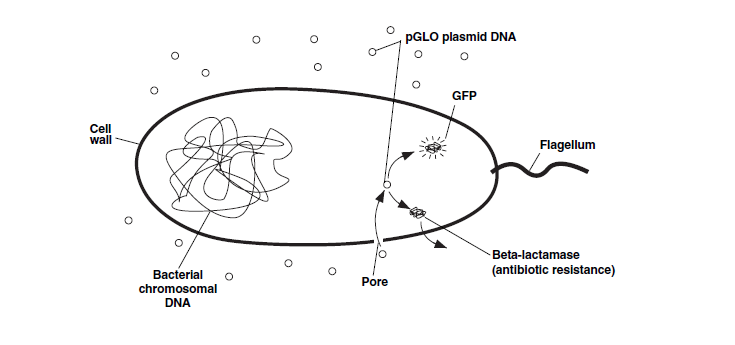 pGLO plasmid DNA
GFP
Cell
wall
Flagellum
Beta-lactamase
(antibiotic resistance)
Pore
Bacterial
chromosomal
DNA